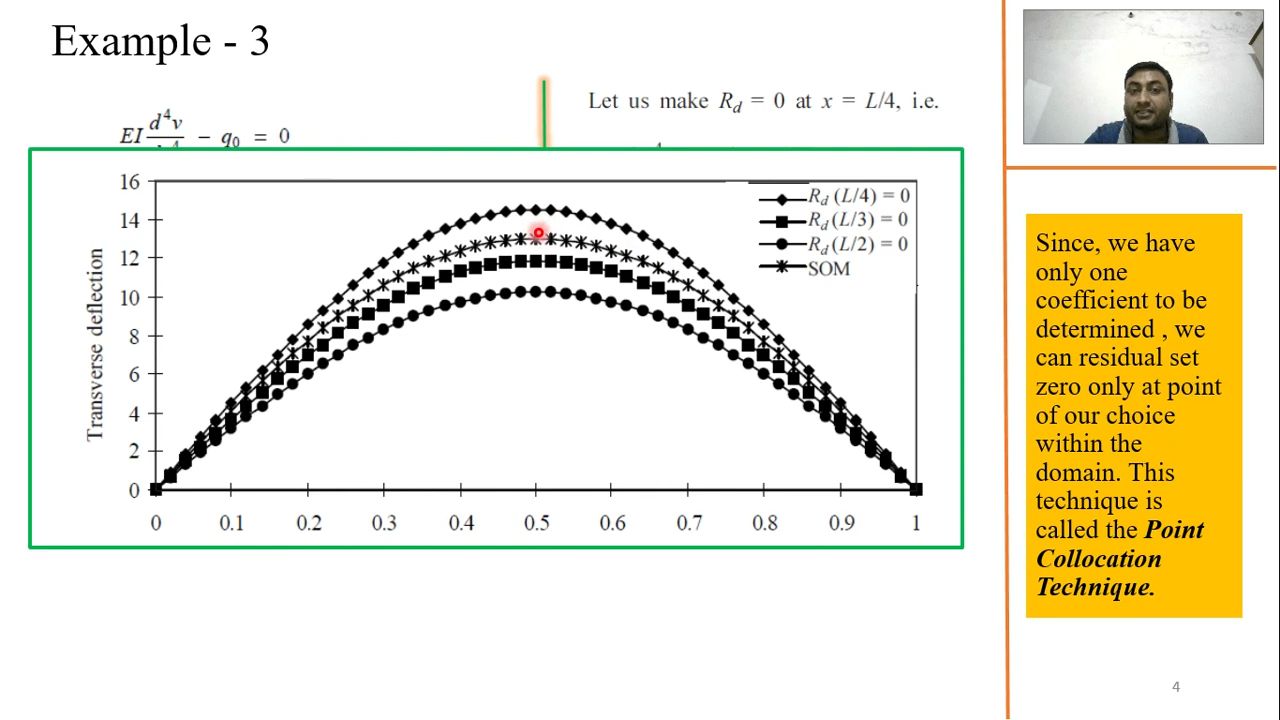 Example - 3
Let us make R_d = 0 at x = L/4, i.e.
EI d⁴v − q₀ = 0
16
14
12
10
8
6
4
2
0
Transverse deflection
R_d (L/4) = 0
R_d (L/3) = 0
R_d (L/2) = 0
SOM
0 0.1 0.2 0.3 0.4 0.5 0.6 0.7 0.8 0.9 1
Since, we have
only one
coefficient to be
determined , we
can residual set
zero only at point
of our choice
within the
domain. This
technique is
called the Point
Collocation
Technique.
4